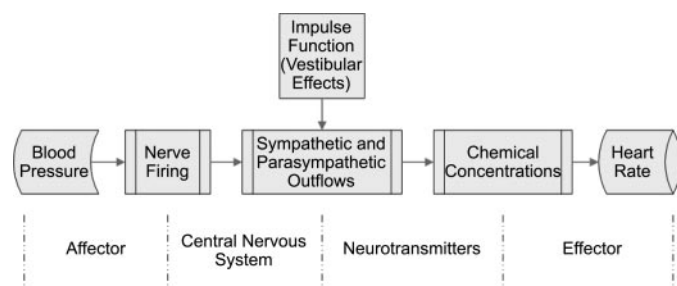 Impulse
Function
(Vestibular
Effects)
Blood
Pressure
Nerve
Firing
Sympathetic and
Parasympathetic
Outflows
Chemical
Concentrations
Heart
Rate
Affector
Central Nervous
System
Neurotransmitters
Effector